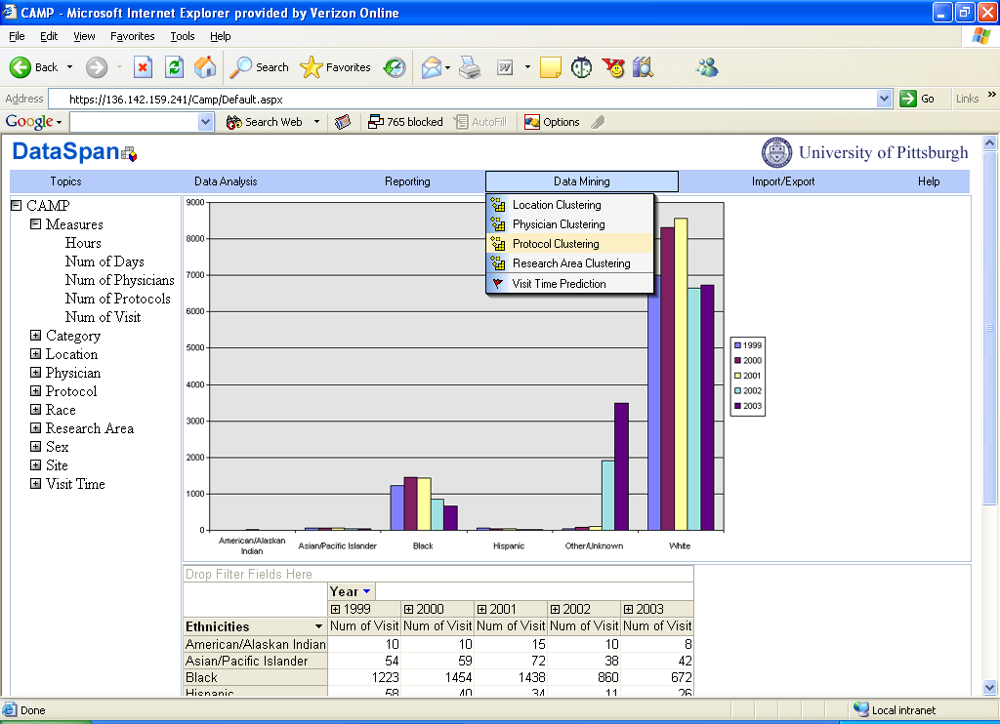 CAMP - Microsoft Internet Explorer provided by Verizon Online
File Edit View Favorites Tools Help
Back Search Favorites
Address https://136.142.159.241/Camp/Default.aspx Go Links »
Google Search Web 765 blocked AutoFill Options
DataSpan University of Pittsburgh
Topics Data Analysis Reporting Data Mining Import/Export Help
Location Clustering
Physician Clustering
Protocol Clustering
Research Area Clustering
Visit Time Prediction
CAMP
Measures
Hours
Num of Days
Num of Physicians
Num of Protocols
Num of Visit
Category
Location
Physician
Protocol
Race
Research Area
Sex
Site
Visit Time
9000
8000
7000
6000
5000
4000
3000
2000
1000
0
American/Alaskan Indian Asian/Pacific Islander Black Hispanic Other/Unknown White
1999
2000
2001
2002
2003
Drop Filter Fields Here
Year
1999 2000 2001 2002 2003
Ethnicities Num of Visit Num of Visit Num of Visit Num of Visit Num of Visit
American/Alaskan Indian 10 10 15 10 8
Asian/Pacific Islander 54 59 72 38 42
Black 1223 1454 1438 860 672
Hispanic 58 40 34 11 26
Done Local intranet